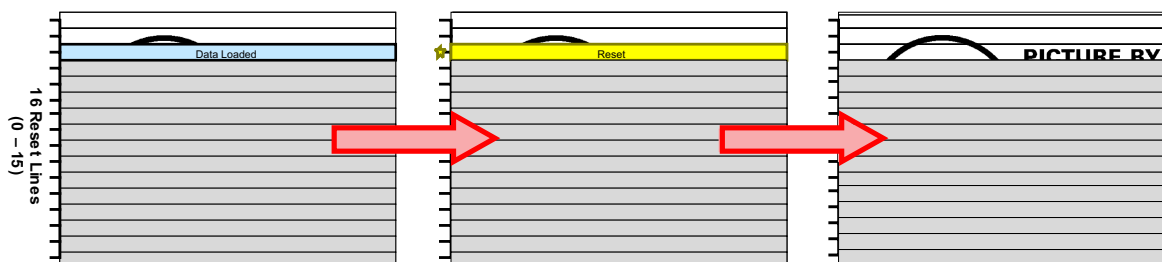 Data Loaded
Reset
PICTURE BY
16 Reset Lines
(0 – 15)